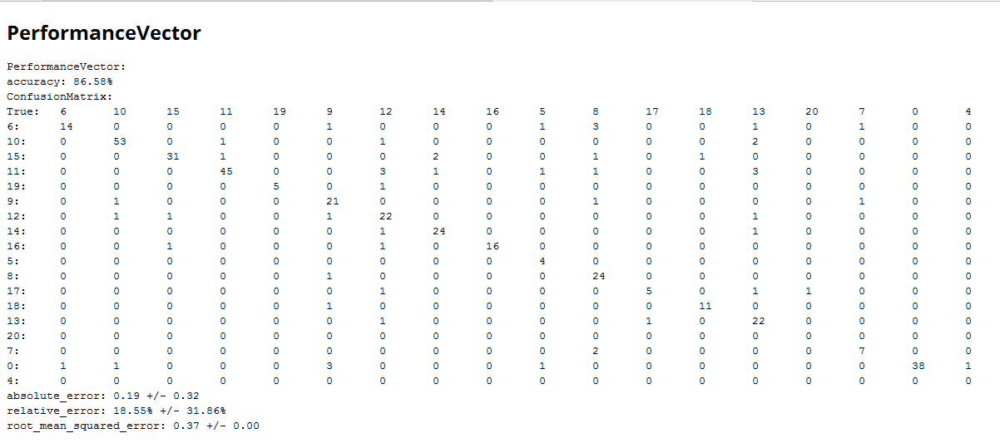 PerformanceVector
PerformanceVector:
accuracy: 86.58%
ConfusionMatrix:
True: 6 10 15 11 19 9 12 14 16 5 8 17 18 13 20 7 0 4
6: 14 0 0 0 0 1 0 0 0 1 3 0 0 1 0 1 0 0
10: 0 53 0 1 0 0 1 0 0 0 0 0 0 2 0 0 0 0
15: 0 0 31 1 0 0 0 2 0 0 1 0 1 0 0 0 0 0
11: 0 0 0 45 0 0 3 1 0 1 1 0 0 3 0 0 0 0
19: 0 0 0 0 5 0 1 0 0 0 0 0 0 0 0 0 0 0
9: 0 1 0 0 0 21 0 0 0 0 1 0 0 0 0 1 0 0
12: 0 1 1 0 0 1 22 0 0 0 0 0 0 1 0 0 0 0
14: 0 0 0 0 0 0 1 24 0 0 0 0 0 1 0 0 0 0
16: 0 0 1 0 0 0 1 0 16 0 0 0 0 0 0 0 0 0
5: 0 0 0 0 0 0 0 0 0 4 0 0 0 0 0 0 0 0
8: 0 0 0 0 0 1 0 0 0 0 24 0 0 0 0 0 0 0
17: 0 0 0 0 0 0 1 0 0 0 0 5 0 1 1 0 0 0
18: 0 0 0 0 0 1 0 0 0 0 0 0 11 0 0 0 0 0
13: 0 0 0 0 0 0 1 0 0 0 0 1 0 22 0 0 0 0
20: 0 0 0 0 0 0 0 0 0 0 0 0 0 0 0 0 0 0
7: 0 0 0 0 0 0 0 0 0 0 2 0 0 0 0 7 0 0
0: 1 1 0 0 0 3 0 0 0 1 0 0 0 0 0 0 38 1
4: 0 0 0 0 0 0 0 0 0 0 0 0 0 0 0 0 0 0
absolute_error: 0.19 +/- 0.32
relative_error: 18.55% +/- 31.86%
root_mean_squared_error: 0.37 +/- 0.00